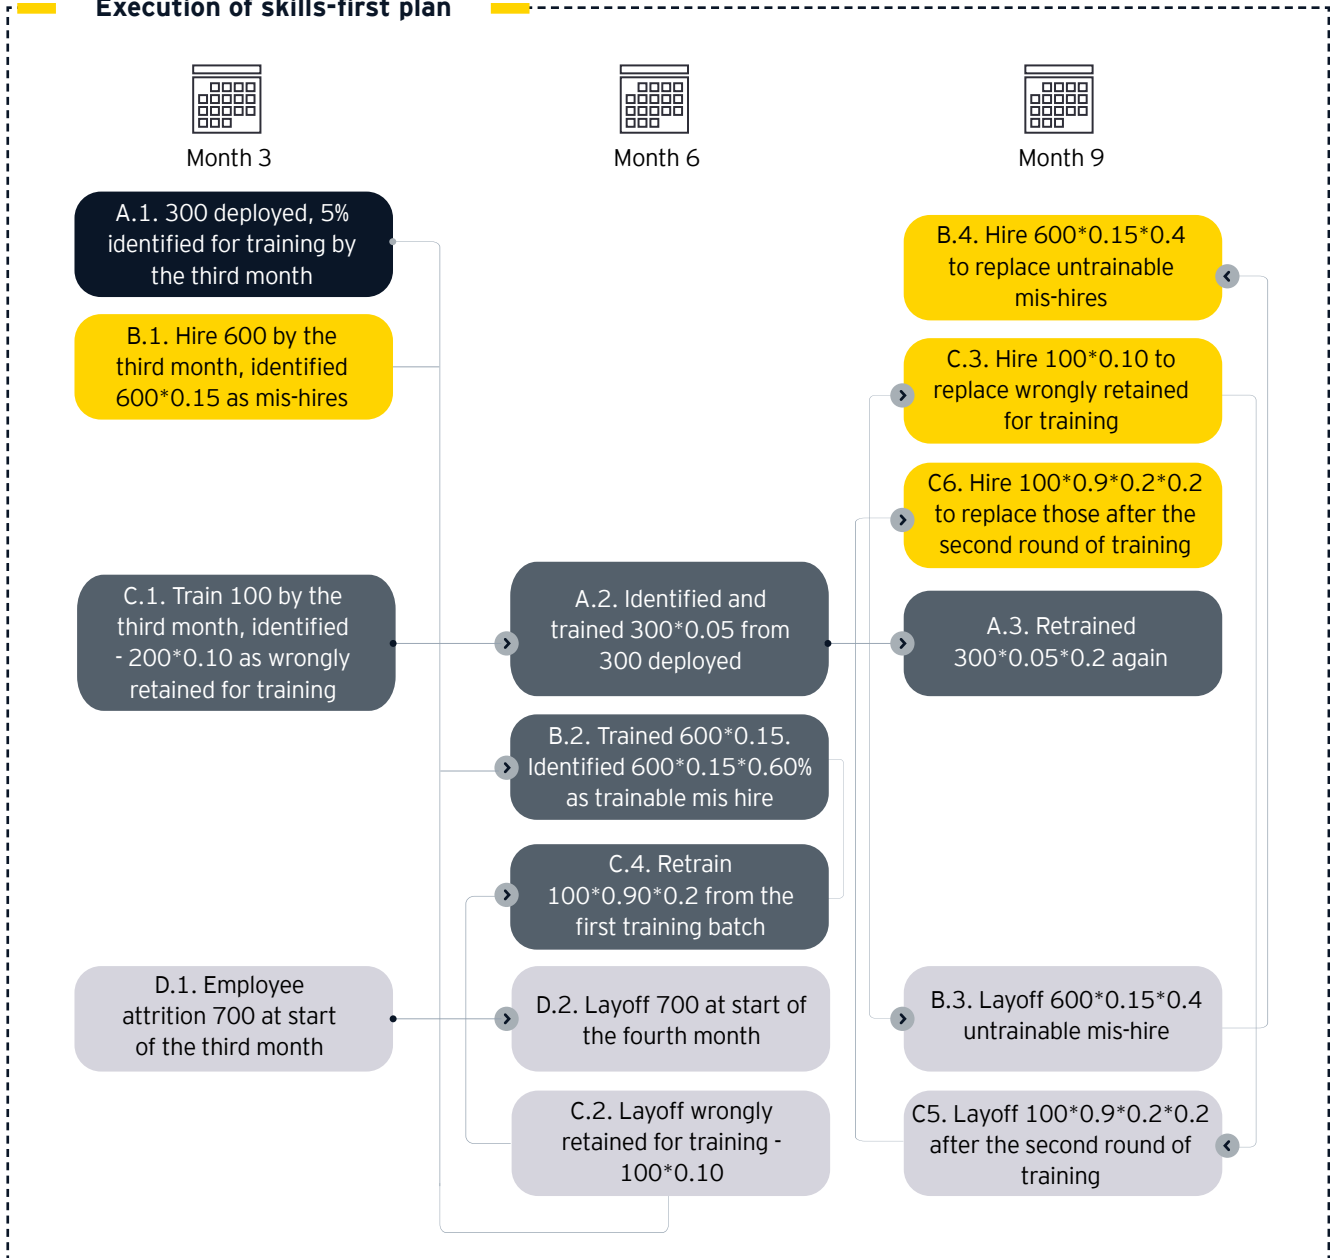 Execution of skills-first plan
Month 3
Month 6
Month 9
A.1. 300 deployed, 5%
identified for training by
the third month
B.1. Hire 600 by the
third month, identified
600*0.15 as mis-hires
C.1. Train 100 by the
third month, identified
- 200*0.10 as wrongly
retained for training
D.1. Employee
attrition 700 at start
of the third month
A.2. Identified and
trained 300*0.05 from
300 deployed
B.2. Trained 600*0.15.
Identified 600*0.15*0.60%
as trainable mis hire
C.4. Retrain
100*0.90*0.2 from the
first training batch
D.2. Layoff 700 at start of
the fourth month
C.2. Layoff wrongly
retained for training -
100*0.10
B.4. Hire 600*0.15*0.4
to replace untrainable
mis-hires
C.3. Hire 100*0.10 to
replace wrongly retained
for training
C6. Hire 100*0.9*0.2*0.2
to replace those after the
second round of training
A.3. Retrained
300*0.05*0.2 again
B.3. Layoff 600*0.15*0.4
untrainable mis-hire
C5. Layoff 100*0.9*0.2*0.2
after the second round of
training